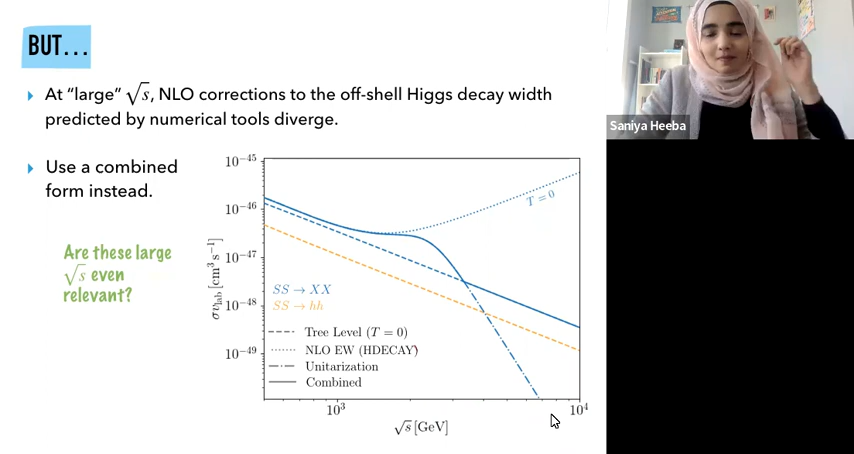 BUT...
At “large” √s, NLO corrections to the off-shell Higgs decay width
predicted by numerical tools diverge.
Use a combined
form instead.
Are these large
√s even
relevant?
10⁻⁴⁵
10⁻⁴⁶
10⁻⁴⁷
10⁻⁴⁸
10⁻⁴⁹
σv_lab [cm³ s⁻¹]
T = 0
SS → XX
SS → hh
Tree Level (T = 0)
NLO EW (HDECAY)
Unitarization
Combined
10³
10⁴
√s [GeV]
Saniya Heeba